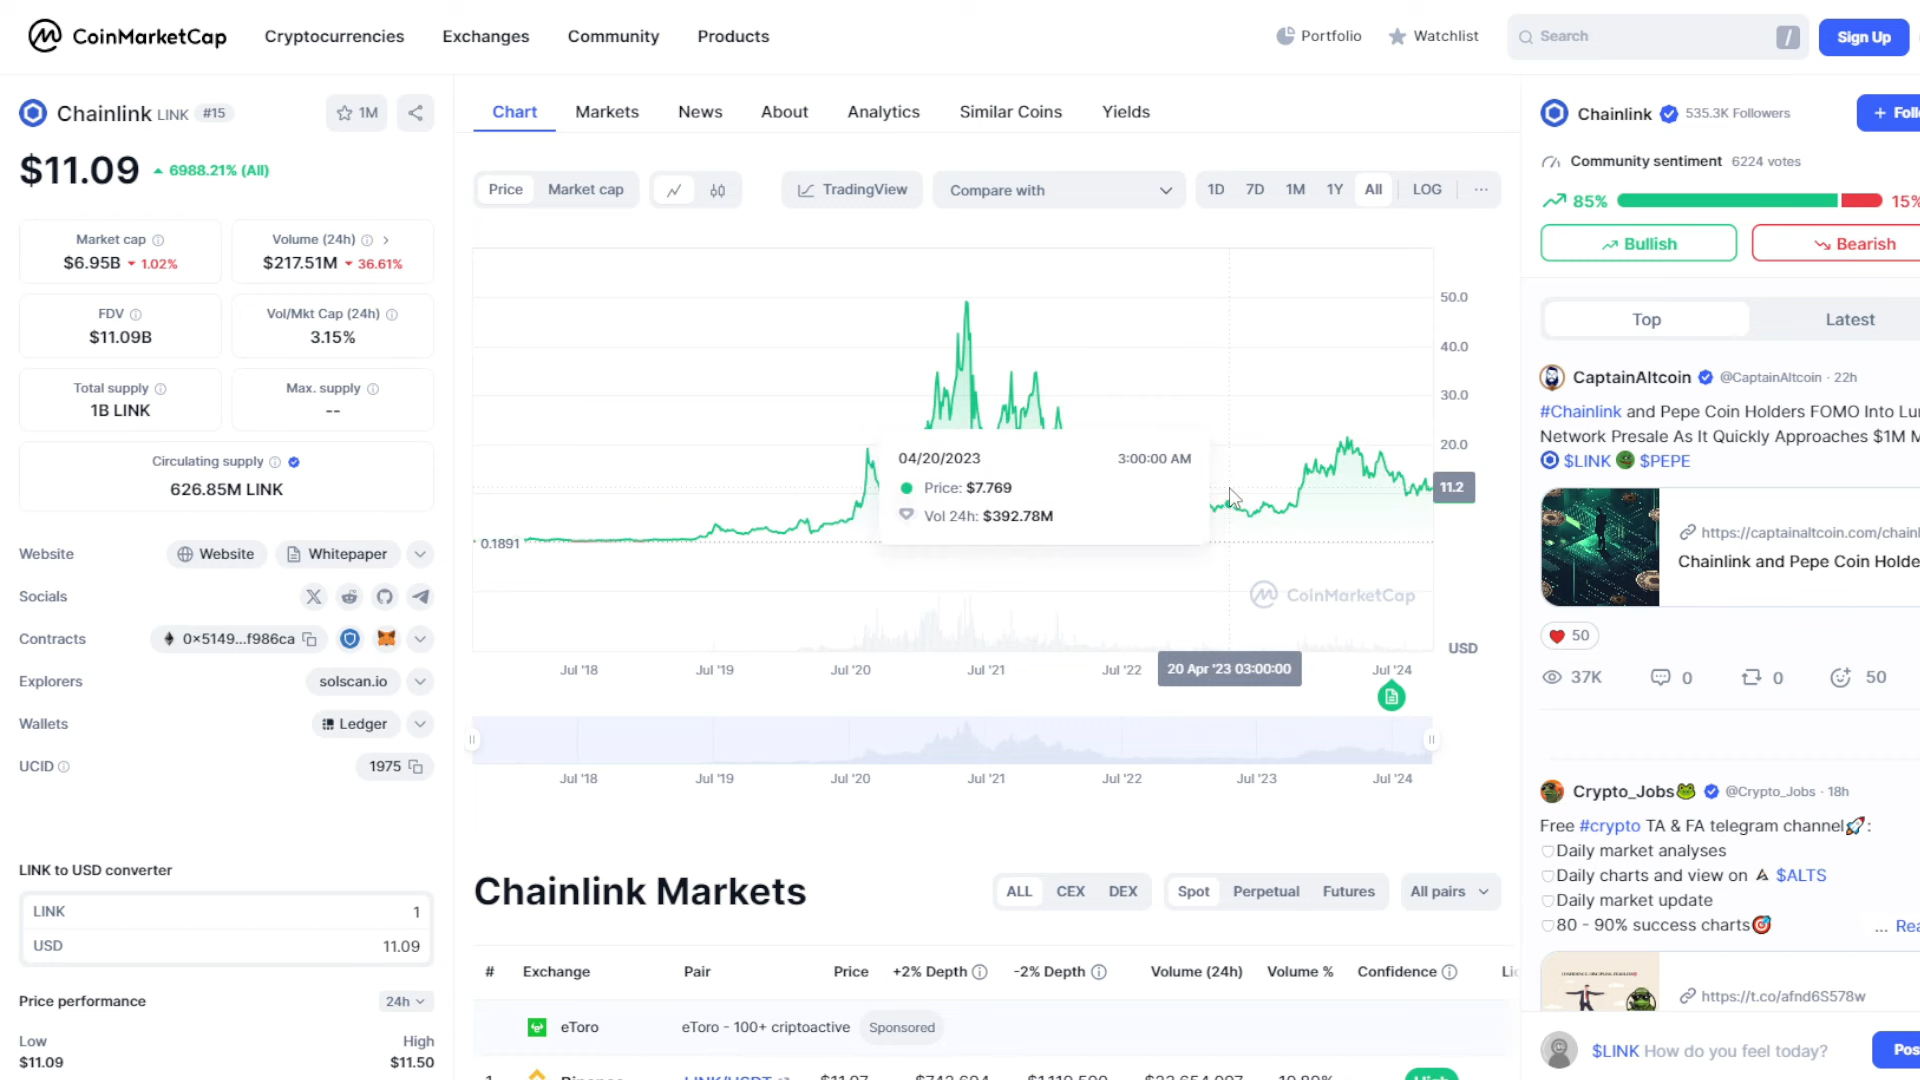 CoinMarketCap Cryptocurrencies Exchanges Community Products Portfolio Watchlist Search / Sign Up
Chainlink LINK #15 1M
$11.09 6988.21% (All)
Market cap
$6.95B 1.02%
Volume (24h)
$217.51M 36.61%
FDV
$11.09B
Vol/Mkt Cap (24h)
3.15%
Total supply
1B LINK
Max. supply
--
Circulating supply
626.85M LINK
Website Website Whitepaper
Socials
Contracts 0x5149...f986ca
Explorers solscan.io
Wallets Ledger
UCID 1975
LINK to USD converter
LINK 1
USD 11.09
Price performance 24h
Low High
$11.09 $11.50
Chart Markets News About Analytics Similar Coins Yields
Price Market cap TradingView Compare with 1D 7D 1M 1Y All LOG ...
50.0
40.0
30.0
20.0
11.2
0.1891
04/20/2023 3:00:00 AM
Price: $7.769
Vol 24h: $392.78M
CoinMarketCap
USD
Jul '18 Jul '19 Jul '20 Jul '21 Jul '22 20 Apr '23 03:00:00 Jul '24
Jul '18 Jul '19 Jul '20 Jul '21 Jul '22 Jul '23 Jul '24
Chainlink Markets ALL CEX DEX Spot Perpetual Futures All pairs
# Exchange Pair Price +2% Depth -2% Depth Volume (24h) Volume % Confidence
eToro eToro - 100+ criptoactive Sponsored
Chainlink 535.3K Followers + Foll
Community sentiment 6224 votes
85% 15%
Bullish Bearish
Top Latest
CaptainAltcoin @CaptainAltcoin · 22h
#Chainlink and Pepe Coin Holders FOMO Into Lu
Network Presale As It Quickly Approaches $1M
$LINK $PEPE
https://captainaltcoin.com/chainl
Chainlink and Pepe Coin Holde
50
37K 0 0 50
Crypto_Jobs @Crypto_Jobs · 18h
Free #crypto TA & FA telegram channel🚀:
Daily market analyses
Daily charts and view on $ALTS
Daily market update
80 - 90% success charts🎯 ... Rea
https://t.co/afnd6S578w
$LINK How do you feel today? Pos